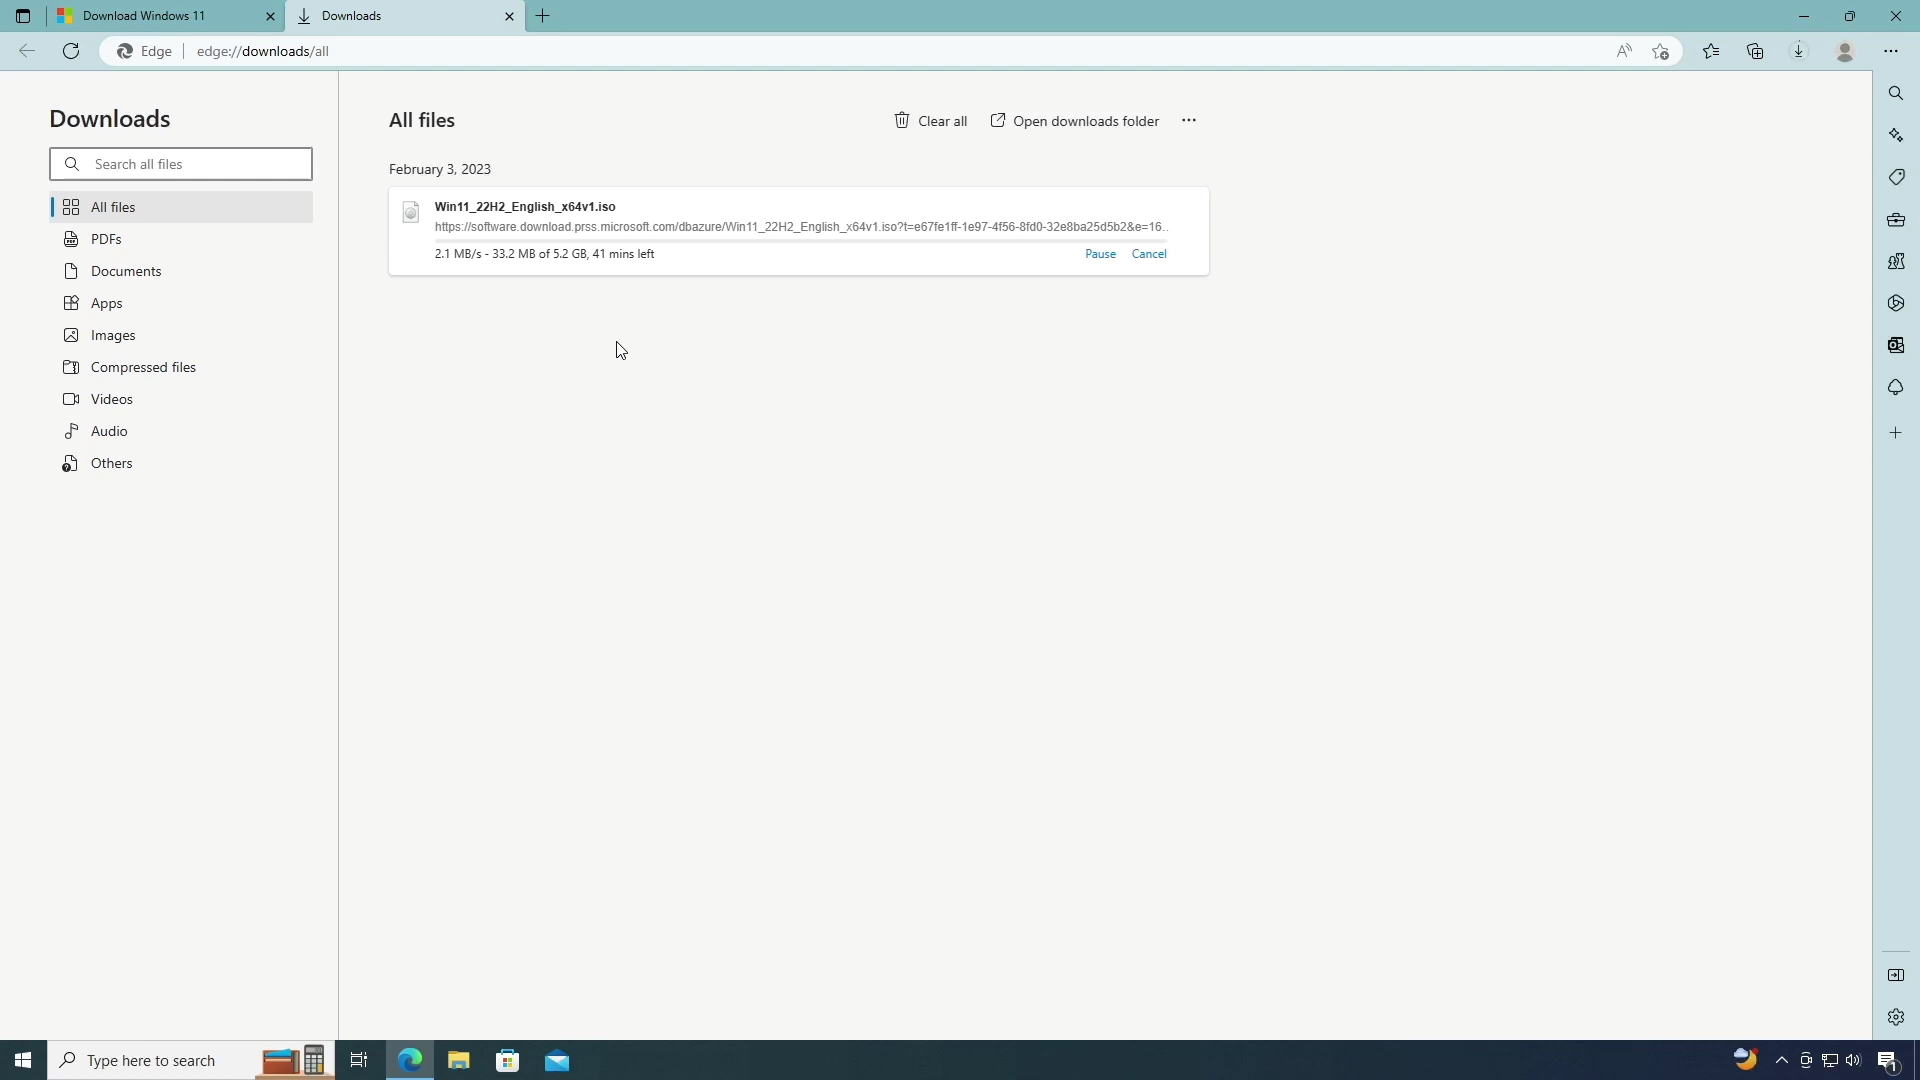 Download Windows 11
Downloads
Edge
edge://downloads/all
Downloads
Search all files
All files
PDFs
Documents
Apps
Images
Compressed files
Videos
Audio
Others
All files
Clear all
Open downloads folder
February 3, 2023
Win11_22H2_English_x64v1.iso
https://software.download.prss.microsoft.com/dbazure/Win11_22H2_English_x64v1.iso?t=e67fe1ff-1e97-4f56-8fd0-32e8ba25d5b2&e=16...
2.1 MB/s - 33.2 MB of 5.2 GB, 41 mins left
Pause
Cancel
Type here to search
1